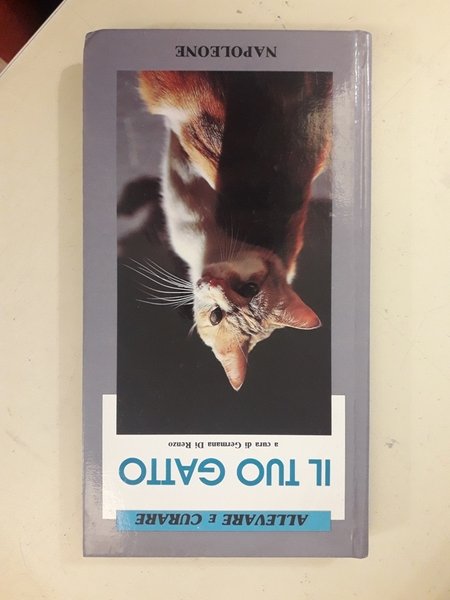 ALLEVARE E CURARE
IL TUO GATTO
a cura di Germana Di Renzo
NAPOLEONE